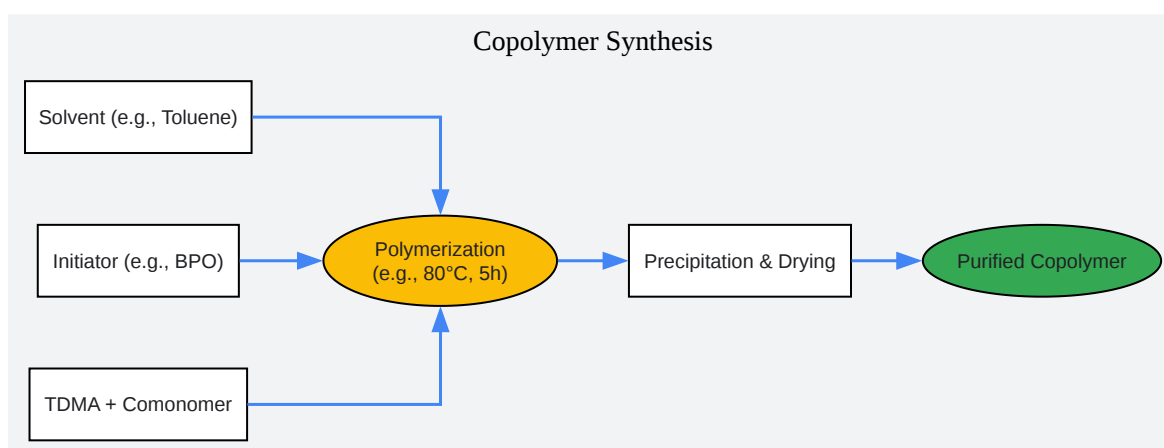 Copolymer Synthesis
Solvent (e.g., Toluene)
Initiator (e.g., BPO)
TDMA + Comonomer
Polymerization
(e.g., 80°C, 5h)
Precipitation & Drying
Purified Copolymer